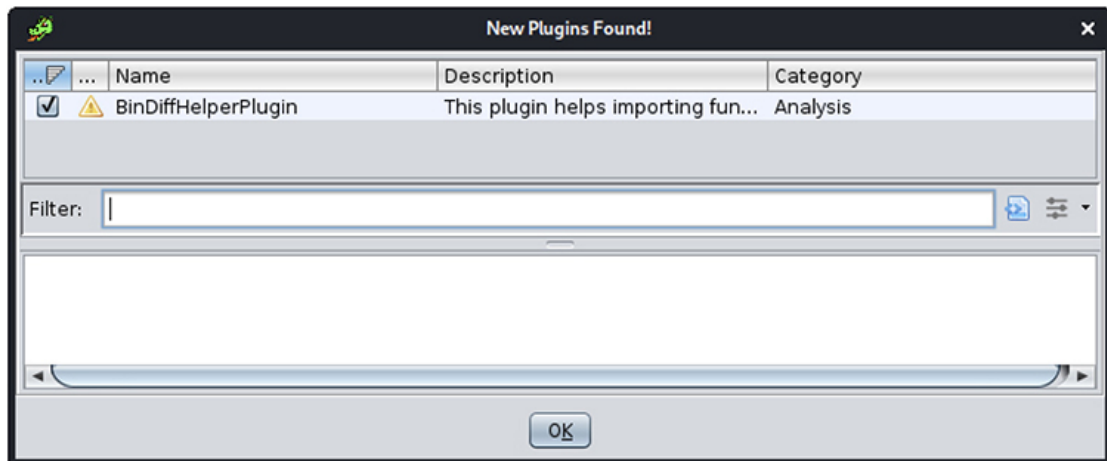 New Plugins Found!
.. ... Name Description Category
BinDiffHelperPlugin This plugin helps importing fun... Analysis
Filter:
OK